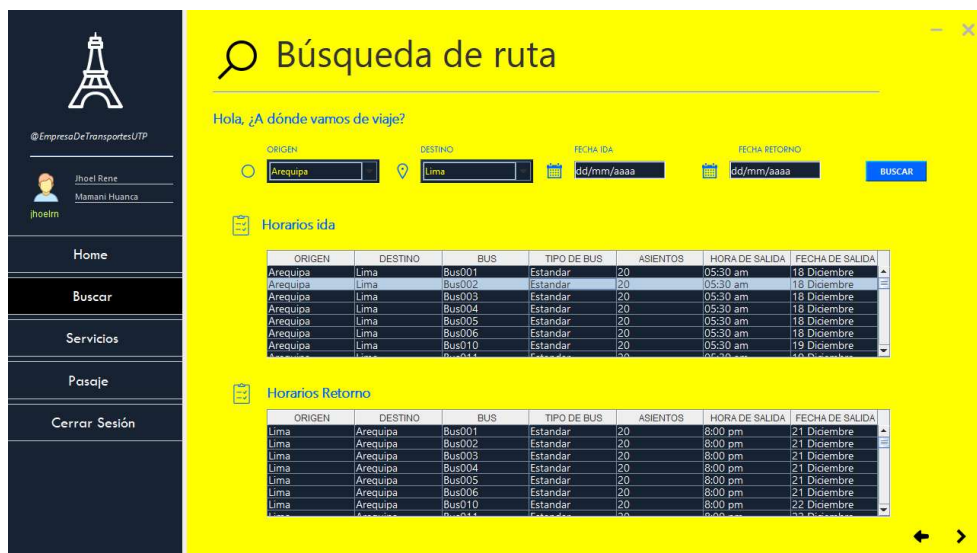 @EmpresaDeTransportesUTP
Jhoel Rene
Mamani Huanca
jhoelrn
Home
Buscar
Servicios
Pasaje
Cerrar Sesión
Búsqueda de ruta
Hola, ¿A dónde vamos de viaje?
ORIGEN DESTINO FECHA IDA FECHA RETORNO
Arequipa Lima dd/mm/aaaa dd/mm/aaaa BUSCAR
Horarios ida
ORIGEN DESTINO BUS TIPO DE BUS ASIENTOS HORA DE SALIDA FECHA DE SALIDA
Arequipa Lima Bus001 Estandar 20 05:30 am 18 Diciembre
Arequipa Lima Bus002 Estandar 20 05:30 am 18 Diciembre
Arequipa Lima Bus003 Estandar 20 05:30 am 18 Diciembre
Arequipa Lima Bus004 Estandar 20 05:30 am 18 Diciembre
Arequipa Lima Bus005 Estandar 20 05:30 am 18 Diciembre
Arequipa Lima Bus006 Estandar 20 05:30 am 18 Diciembre
Arequipa Lima Bus010 Estandar 20 05:30 am 19 Diciembre
Horarios Retorno
ORIGEN DESTINO BUS TIPO DE BUS ASIENTOS HORA DE SALIDA FECHA DE SALIDA
Lima Arequipa Bus001 Estandar 20 8:00 pm 21 Diciembre
Lima Arequipa Bus002 Estandar 20 8:00 pm 21 Diciembre
Lima Arequipa Bus003 Estandar 20 8:00 pm 21 Diciembre
Lima Arequipa Bus004 Estandar 20 8:00 pm 21 Diciembre
Lima Arequipa Bus005 Estandar 20 8:00 pm 21 Diciembre
Lima Arequipa Bus006 Estandar 20 8:00 pm 21 Diciembre
Lima Arequipa Bus010 Estandar 20 8:00 pm 22 Diciembre